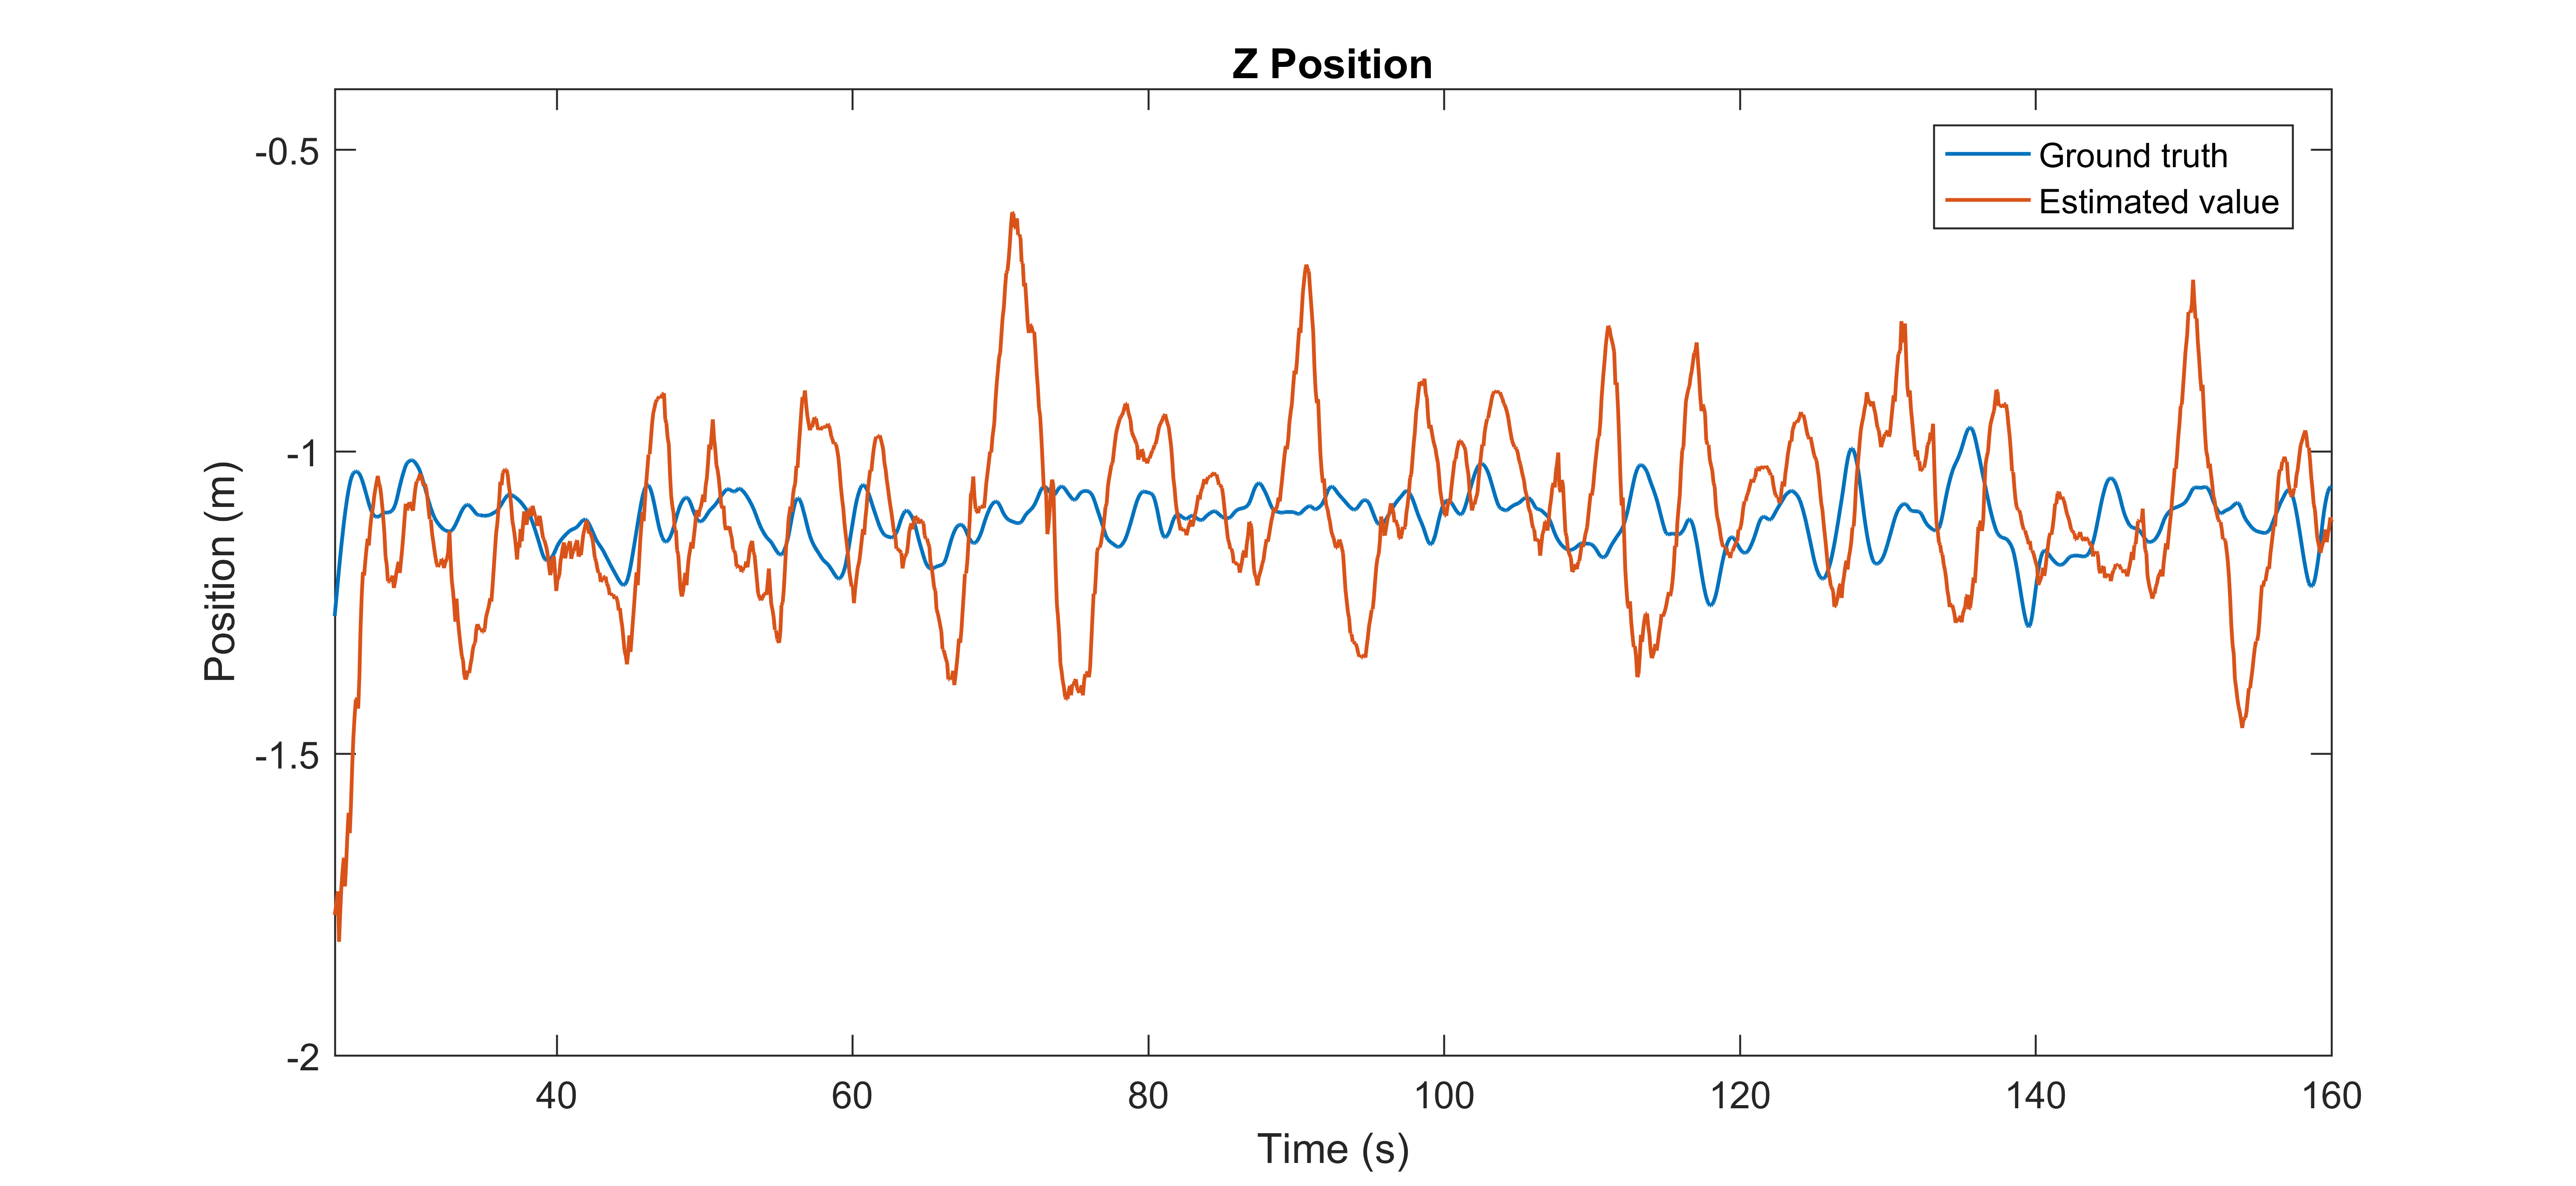 Z Position
-0.5
-1
-1.5
-2
Position (m)
Ground truth
Estimated value
40 60 80 100 120 140 160
Time (s)